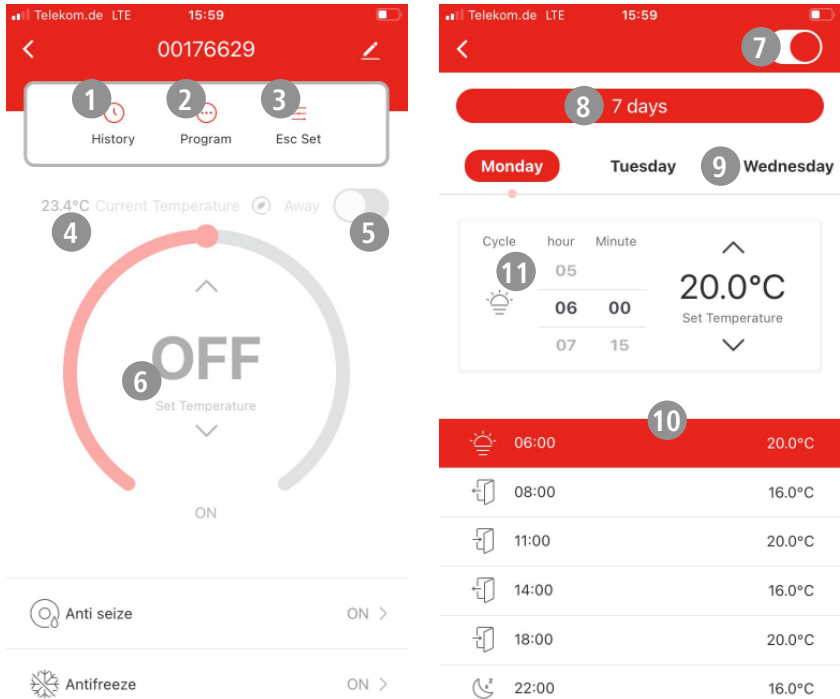 Telekom.de LTE 15:59
00176629
1 2 3
History Program Esc Set
23.4°C Current Temperature Away
4 5
OFF
6
Set Temperature
ON
Anti seize ON
Antifreeze ON
Telekom.de LTE 15:59
7
8 7 days
Monday Tuesday 9 Wednesday
Cycle hour Minute
11 05
20.0°C
06 00
Set Temperature
07 15
10
06:00 20.0°C
08:00 16.0°C
11:00 20.0°C
14:00 16.0°C
18:00 20.0°C
22:00 16.0°C